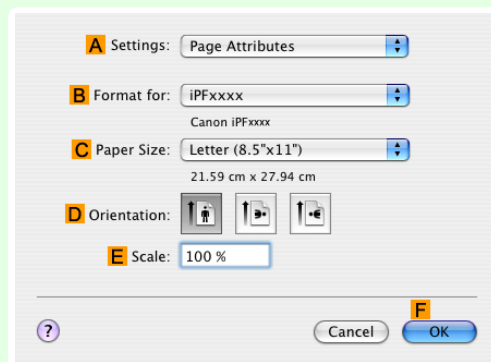 A Settings: Page Attributes
B Format for: iPFxxxx
Canon iPFxxxx
C Paper Size: Letter (8.5"x11")
21.59 cm x 27.94 cm
D Orientation:
E Scale: 100 %
F
? Cancel OK